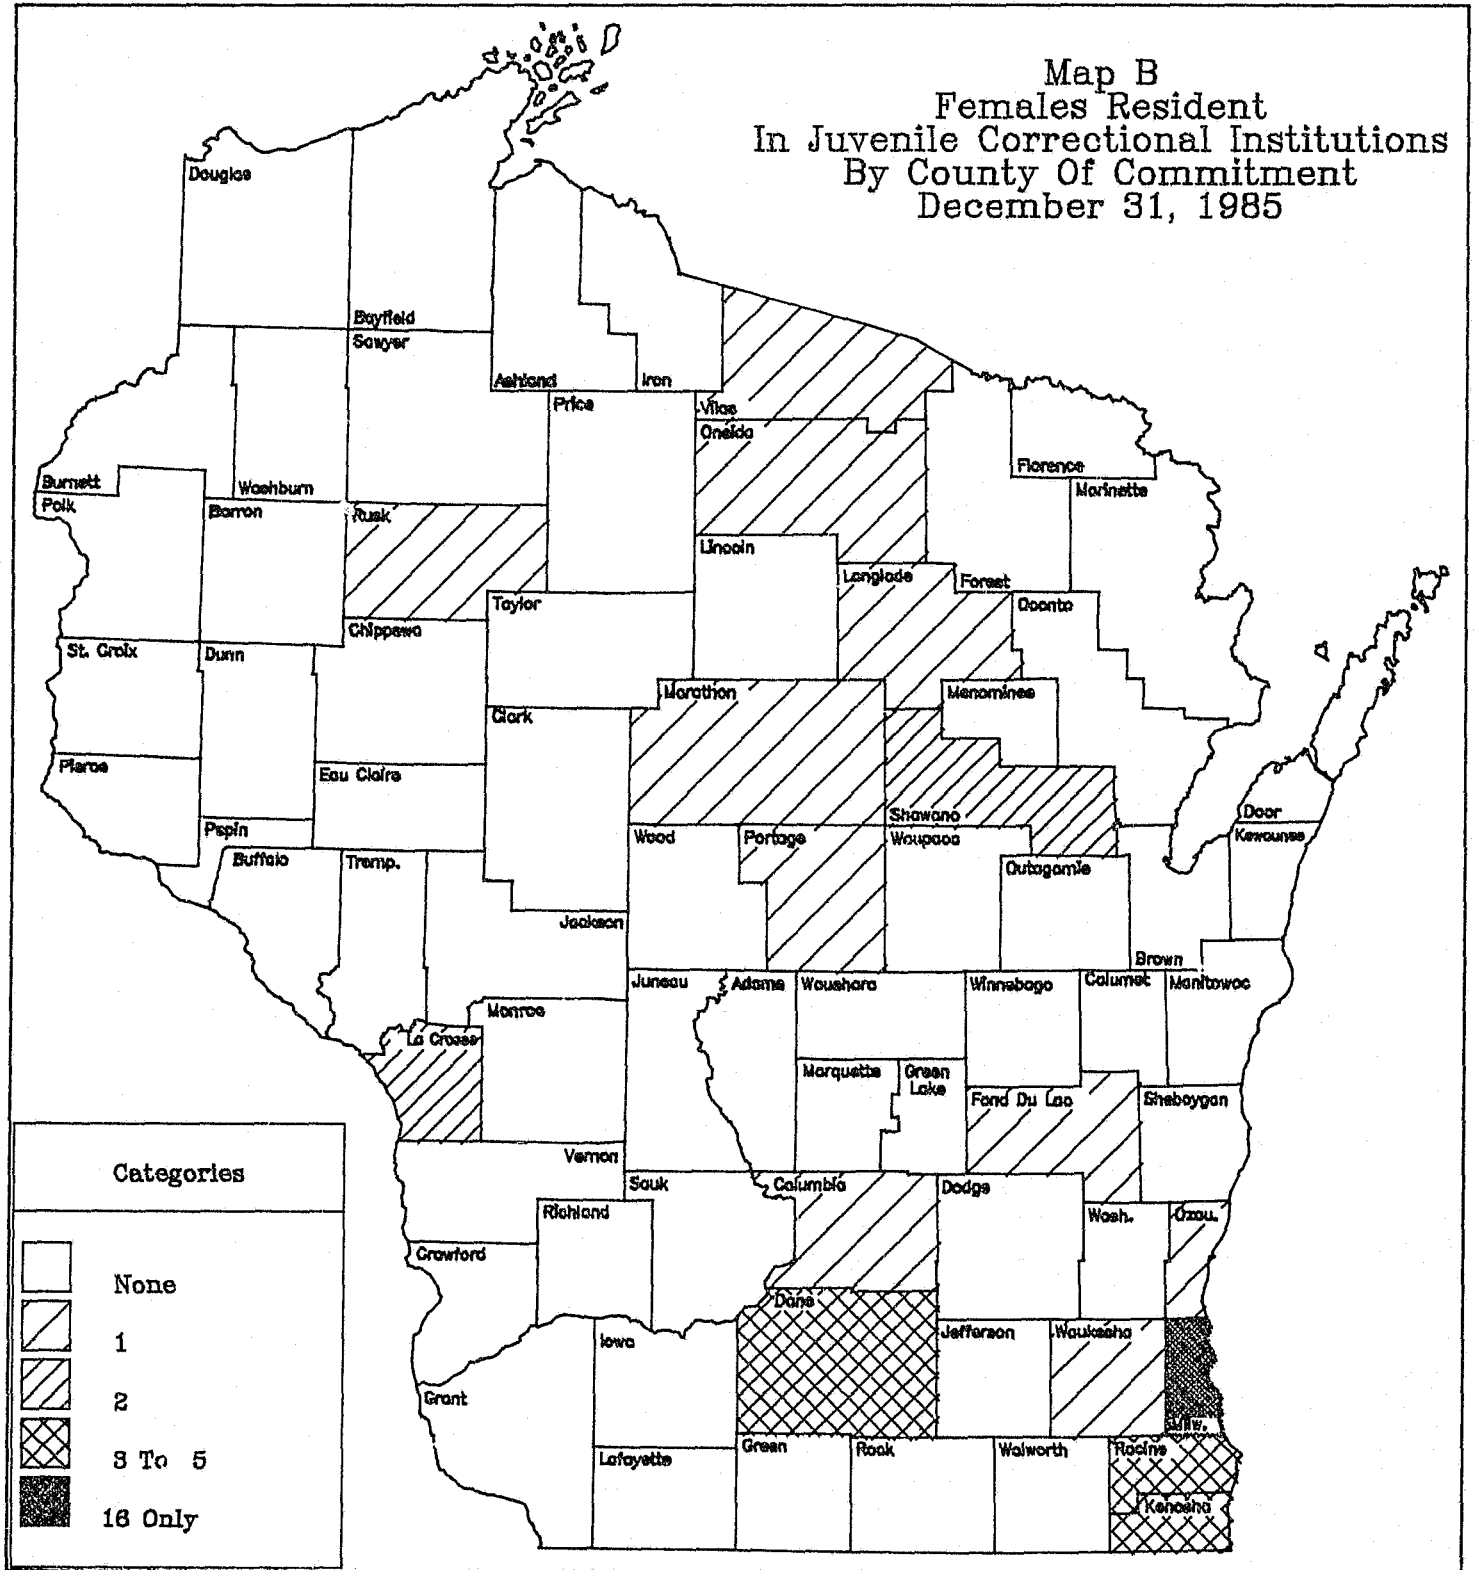 Map B
Females Resident
In Juvenile Correctional Institutions
By County Of Commitment
December 31, 1985
Douglas
Bayfield
Sawyer
Ashland
Iron
Price
Vilas
Oneida
Florence
Marinette
Burnett
Polk
Washburn
Barron
Rusk
Lincoln
Langlade
Forest
Oconto
Taylor
Chippewa
St. Croix
Dunn
Marathon
Menominee
Clark
Pierce
Eau Claire
Shawano
Door
Kewaunee
Pepin
Wood
Portage
Waupaca
Buffalo
Tremp.
Outagamie
Jackson
Brown
Juneau
Adams
Waushara
Winnebago
Calumet
Manitowoc
Monroe
La Crosse
Marquette
Green
Lake
Fond Du Lac
Sheboygan
Vernon
Sauk
Columbia
Dodge
Richland
Wash.
Ozau.
Crawford
Dane
Iowa
Jefferson
Waukesha
Grant
Milw.
Lafayette
Green
Rock
Walworth
Racine
Kenosha
Categories
None
1
2
3 To 5
16 Only